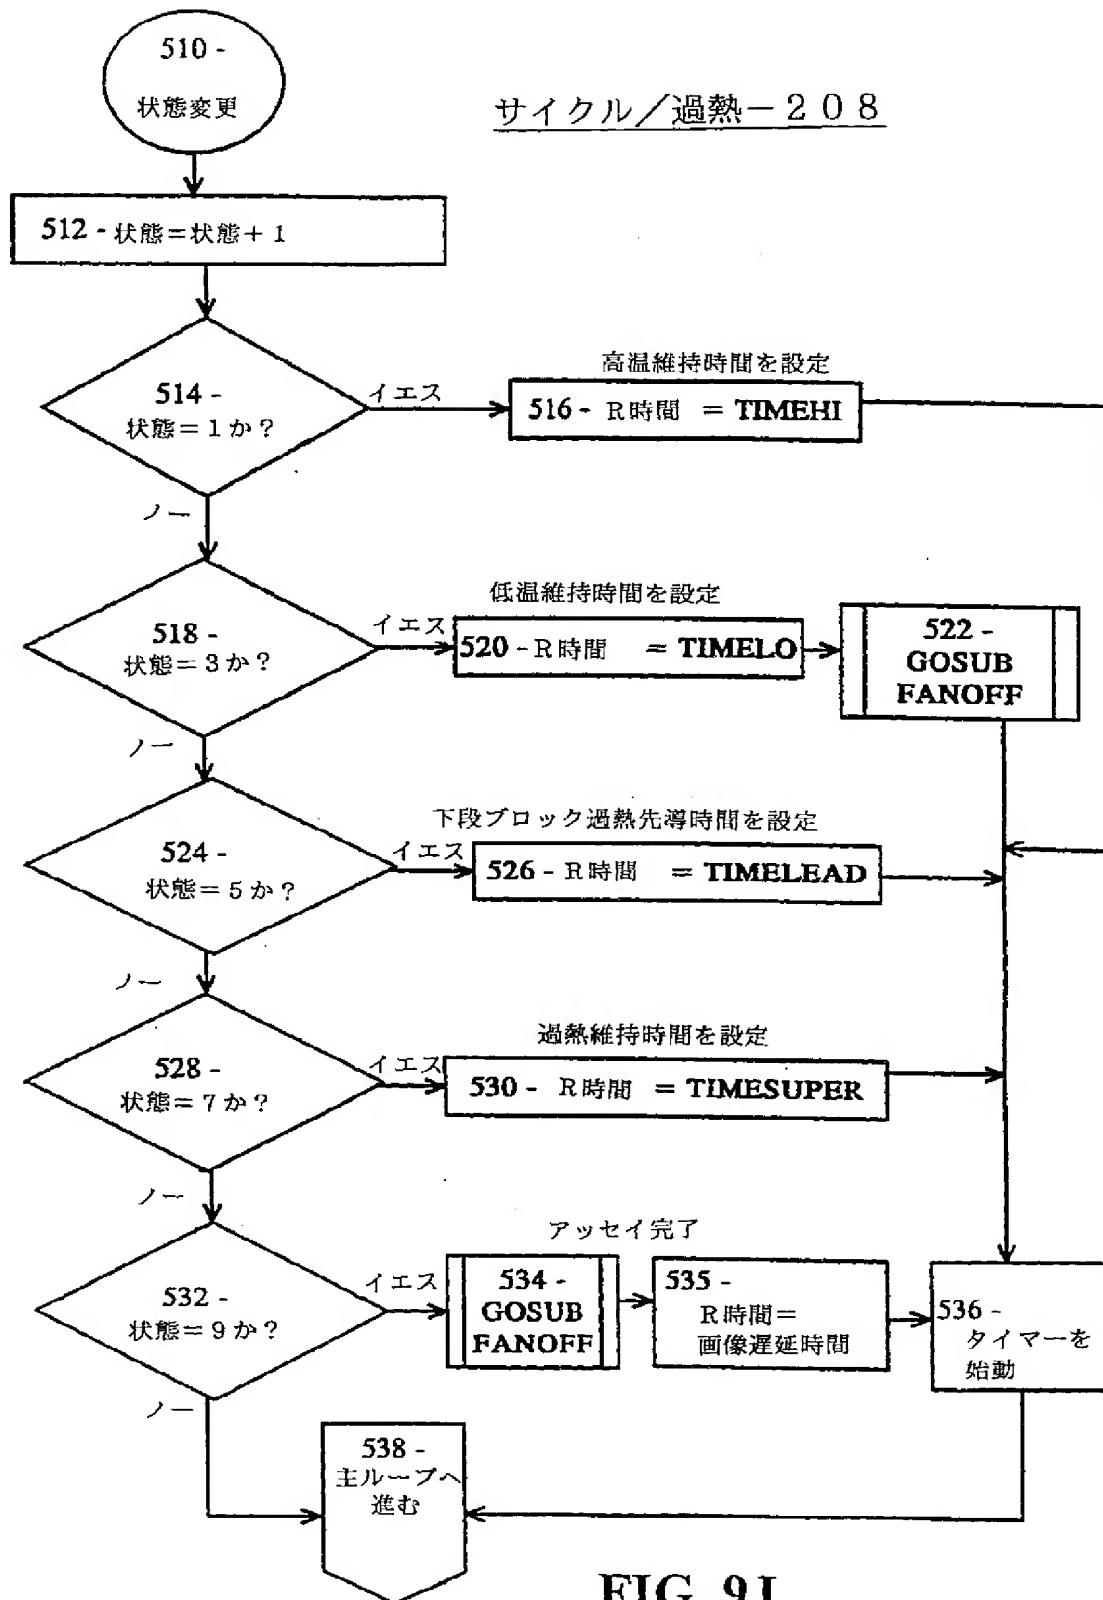 510 -
状態変更
サイクル/過熱-208
512 - 状態=状態+1
514 -
状態=1か?
イエス
高温維持時間を設定
516 - R時間 = TIMEHI
ノー
518 -
状態=3か?
イエス
低温維持時間を設定
520 - R時間 = TIMELO
522 -
GOSUB
FANOFF
ノー
524 -
状態=5か?
イエス
下段ブロック過熱先導時間を設定
526 - R時間 = TIMELEAD
ノー
528 -
状態=7か?
イエス
過熱維持時間を設定
530 - R時間 = TIMESUPER
ノー
532 -
状態=9か?
イエス
アッセイ完了
534 -
GOSUB
FANOFF
535 -
R時間=
画像遅延時間
536 -
タイマーを
始動
ノー
538 -
主ループへ
進む